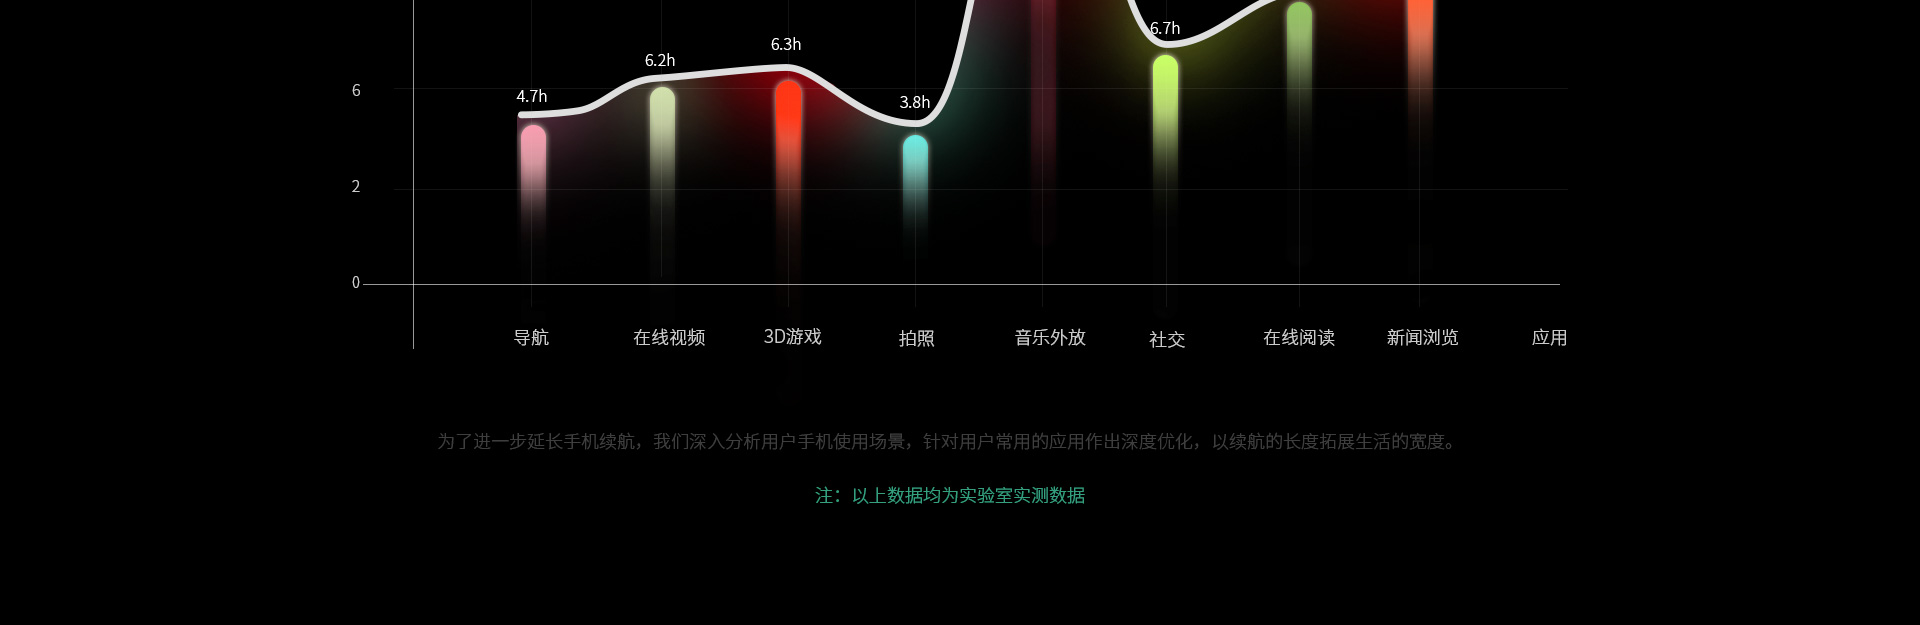 6.7h
6.3h
6.2h
6
4.7h
3.8h
2
0
导航 在线视频 3D游戏 拍照 音乐外放 社交 在线阅读 新闻浏览 应用
为了进一步延长手机续航，我们深入分析用户手机使用场景，针对用户常用的应用作出深度优化，以续航的长度拓展生活的宽度。
注：以上数据均为实验室实测数据